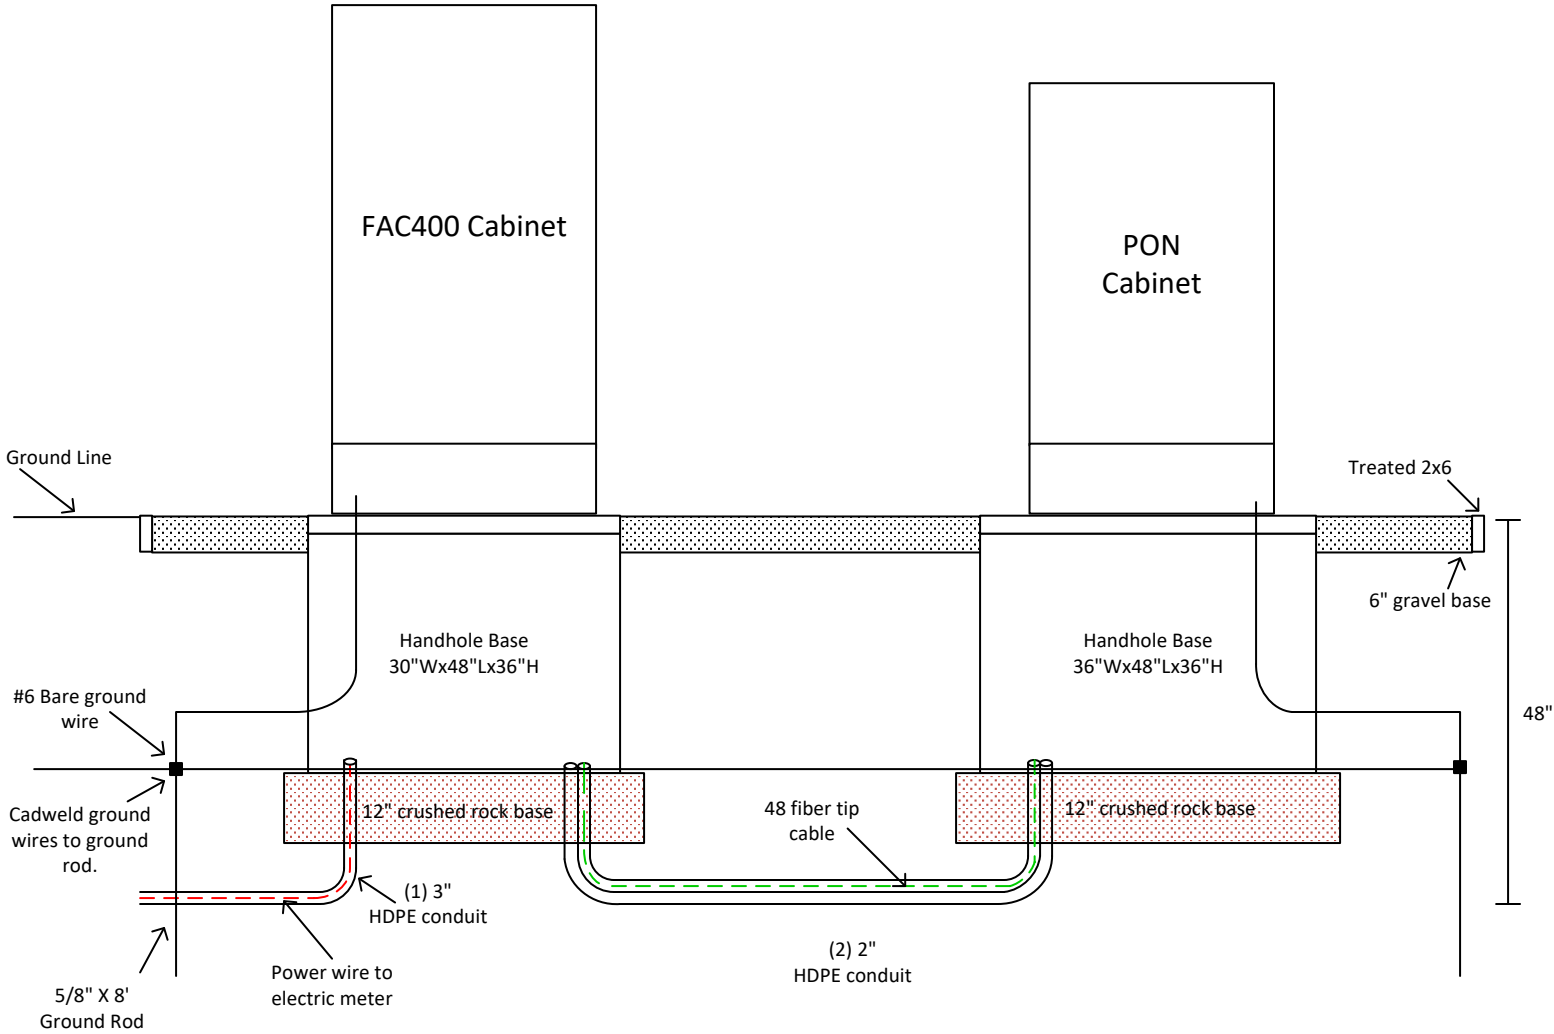 FAC400 Cabinet
PON
Cabinet
Ground Line
Treated 2x6
6" gravel base
Handhole Base
30"Wx48"Lx36"H
Handhole Base
36"Wx48"Lx36"H
#6 Bare ground
wire
48"
Cadweld ground
wires to ground
rod.
12" crushed rock base
48 fiber tip
cable
12" crushed rock base
(1) 3"
HDPE conduit
(2) 2"
HDPE conduit
Power wire to
electric meter
5/8" X 8'
Ground Rod